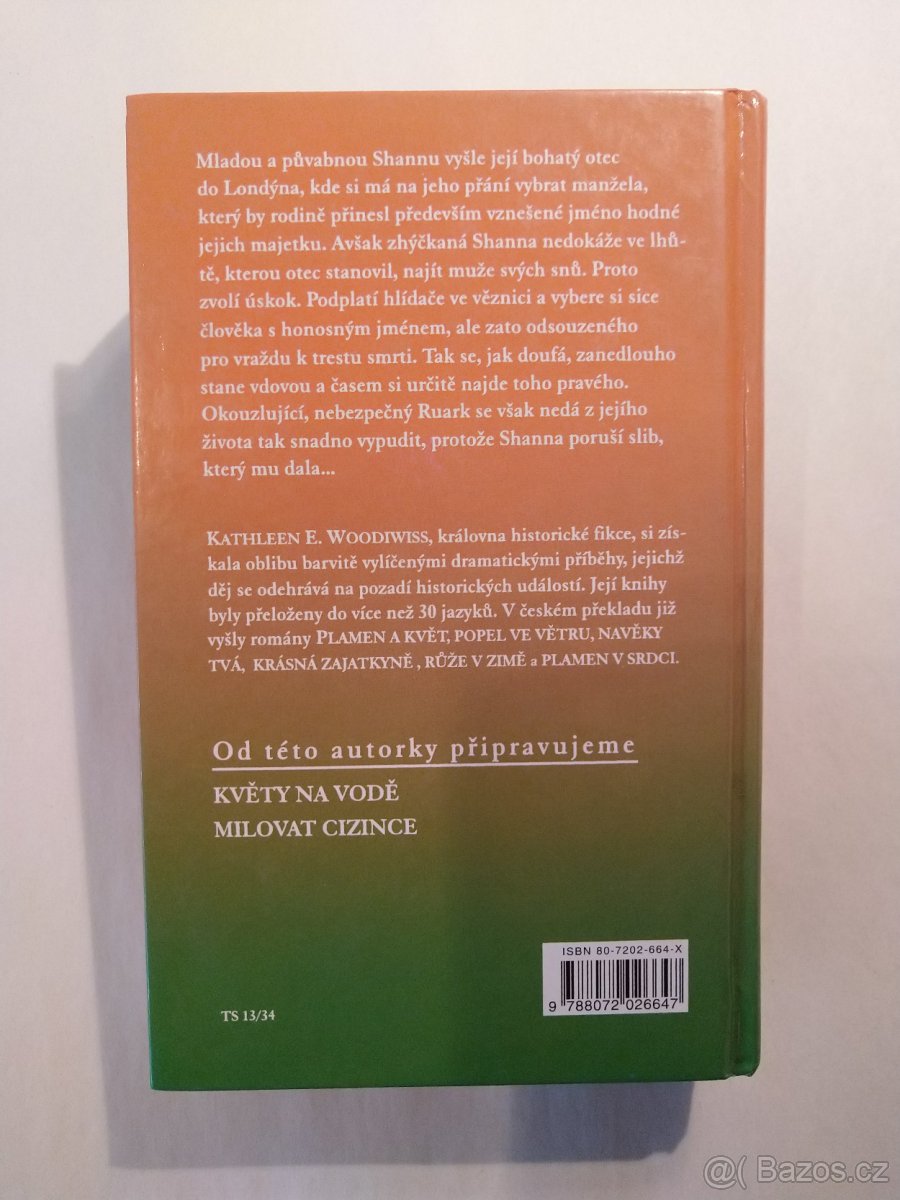 Mladou a půvabnou Shannu vyšle její bohatý otec
do Londýna, kde si má na jeho přání vybrat manžela,
který by rodině přinesl především vznešené jméno hodné
jejich majetku. Avšak zhýčkaná Shanna nedokáže ve lhů-
tě, kterou otec stanovil, najít muže svých snů. Proto
zvolí úskok. Podplatí hlídače ve věznici a vybere si sice
člověka s honosným jménem, ale zato odsouzeného
pro vraždu k trestu smrti. Tak se, jak doufá, zanedlouho
stane vdovou a časem si určitě najde toho pravého.
Okouzlující, nebezpečný Ruark se však nedá z jejího
života tak snadno vypudit, protože Shanna poruší slib,
který mu dala...
KATHLEEN E. WOODIWISS, královna historické fikce, si zís-
kala oblibu barvitě vylíčenými dramatickými příběhy, jejichž
děj se odehrává na pozadí historických událostí. Její knihy
byly přeloženy do více než 30 jazyků. V českém překladu již
vyšly romány PLAMEN A KVĚT, POPEL VE VĚTRU, NAVĚKY
TVÁ, KRÁSNÁ ZAJATKYNĚ , RŮŽE V ZIMĚ a PLAMEN V SRDCI.
Od této autorky připravujeme
KVĚTY NA VODĚ
MILOVAT CIZINCE
ISBN 80-7202-664-X
9 788072 026647
TS 13/34
@( Bazos.cz